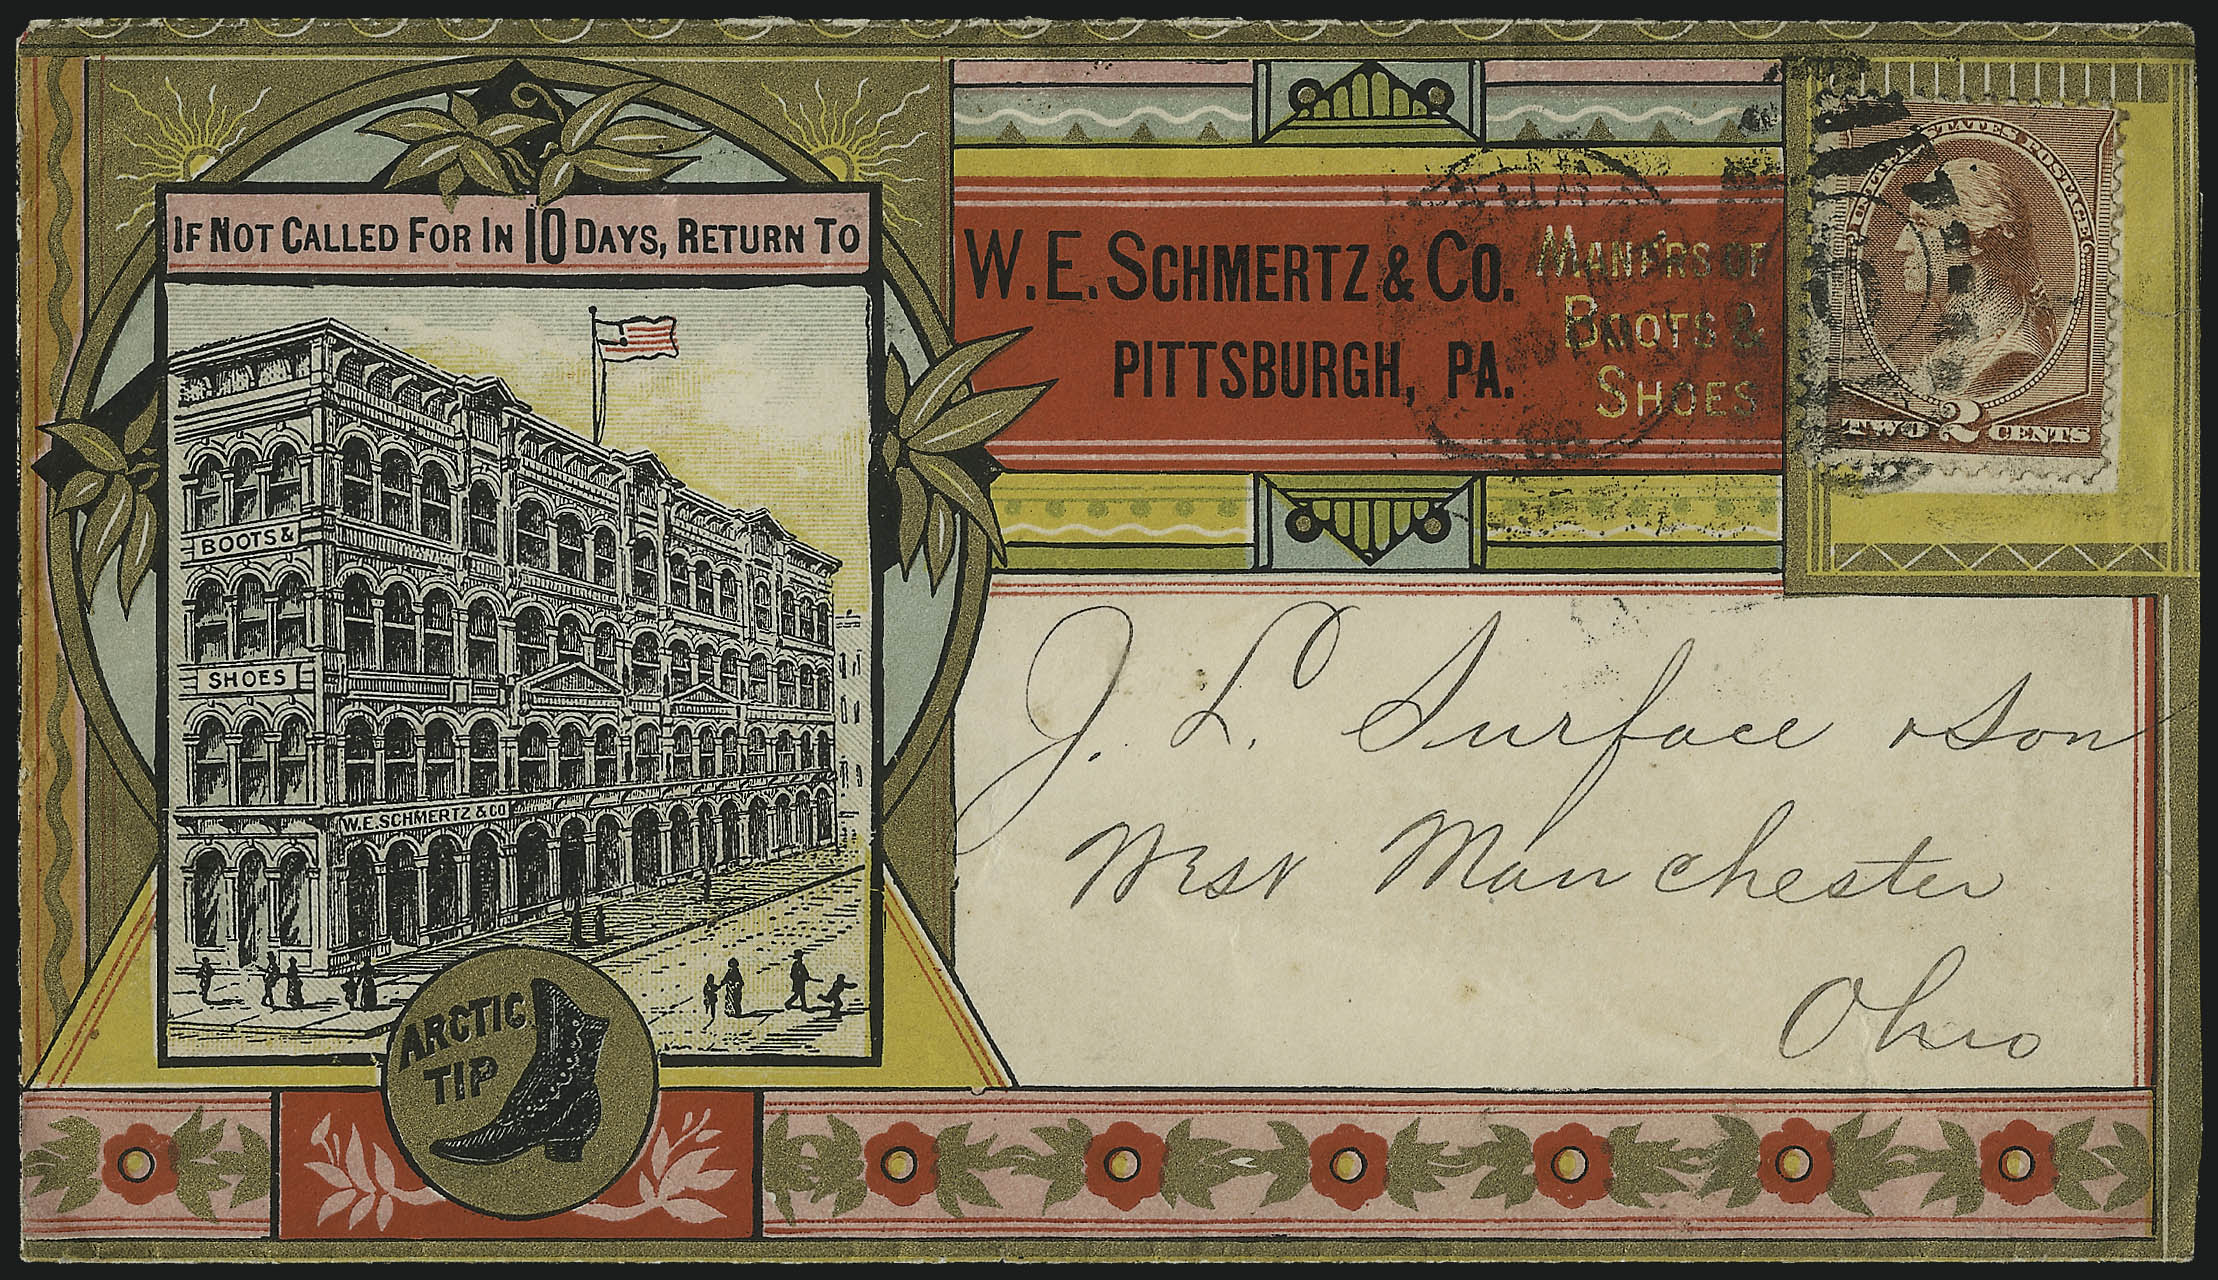 IF NOT CALLED FOR IN 10 DAYS, RETURN TO
W. E. SCHMERTZ & CO.
PITTSBURGH, PA.
MANFRS OF
BOOTS &
SHOES
UNITED STATES POSTAGE
TWO 2 CENTS
BOOTS &
SHOES
W.E. SCHMERTZ & CO
ARCTIC
TIP
J. L. Surface & Son
West Manchester
Ohio